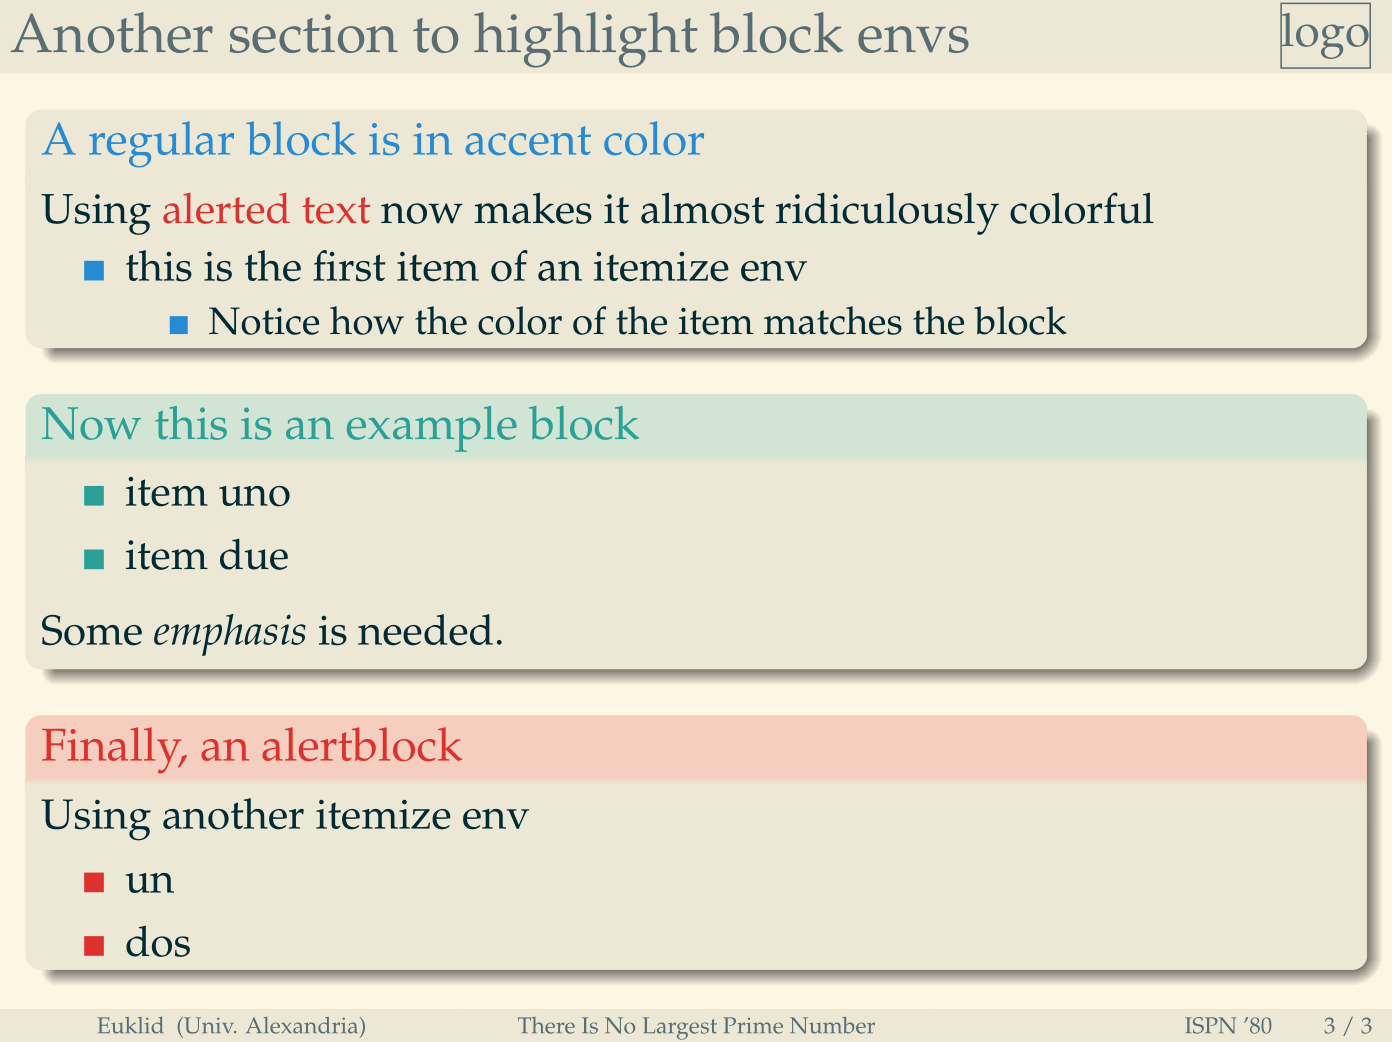 Another section to highlight block envs
logo
A regular block is in accent color
Using alerted text now makes it almost ridiculously colorful
this is the first item of an itemize env
Notice how the color of the item matches the block
Now this is an example block
item uno
item due
Some emphasis is needed.
Finally, an alertblock
Using another itemize env
un
dos
Euklid (Univ. Alexandria) There Is No Largest Prime Number ISPN ’80 3 / 3